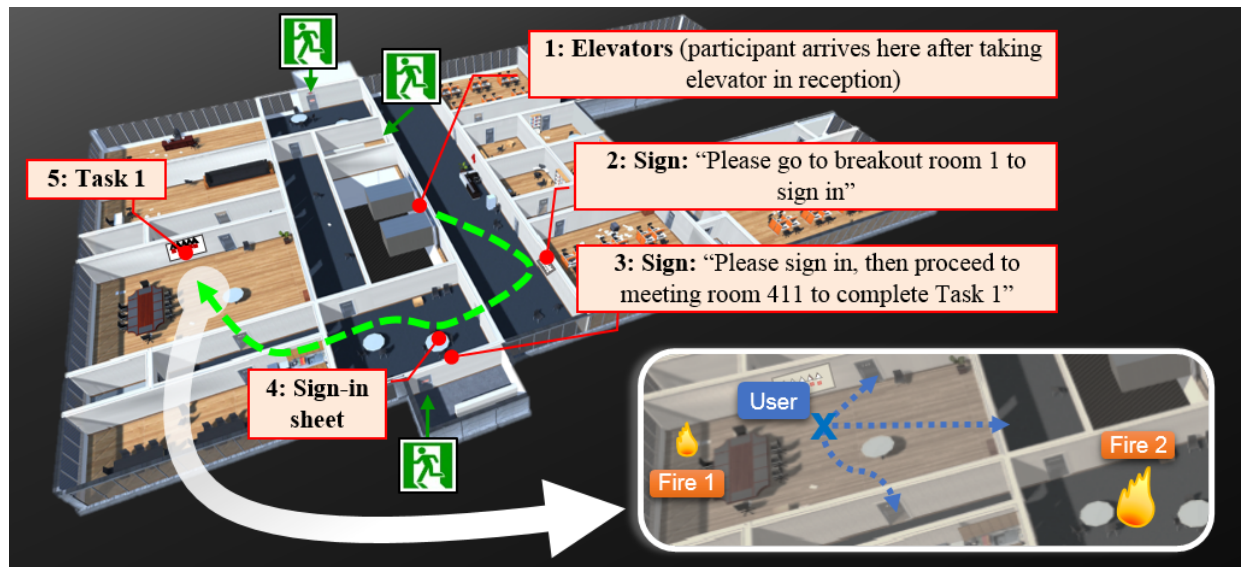 1: Elevators (participant arrives here after taking
elevator in reception)
2: Sign: “Please go to breakout room 1 to
sign in”
5: Task 1
3: Sign: “Please sign in, then proceed to
meeting room 411 to complete Task 1”
4: Sign-in
sheet
User
Fire 1
Fire 2